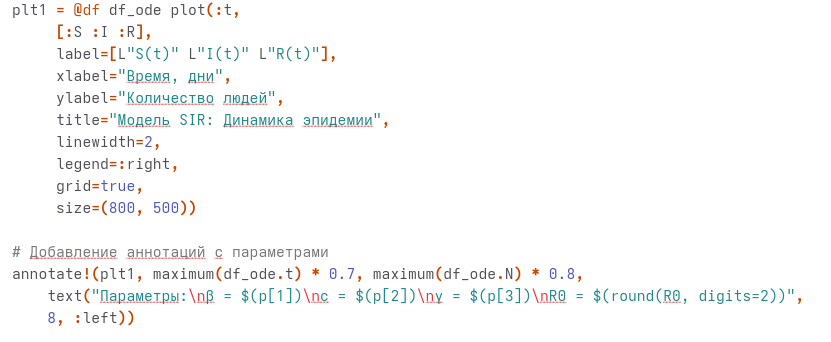 plt1 = @df df_ode plot(:t,
[:S :I :R],
label=[L"S(t)" L"I(t)" L"R(t)"],
xlabel="Время, дни",
ylabel="Количество людей",
title="Модель SIR: Динамика эпидемии",
linewidth=2,
legend=:right,
grid=true,
size=(800, 500))
# Добавление аннотаций с параметрами
annotate!(plt1, maximum(df_ode.t) * 0.7, maximum(df_ode.N) * 0.8,
text("Параметры:\nβ = $(p[1])\nc = $(p[2])\nγ = $(p[3])\nR0 = $(round(R0, digits=2))",
8, :left))